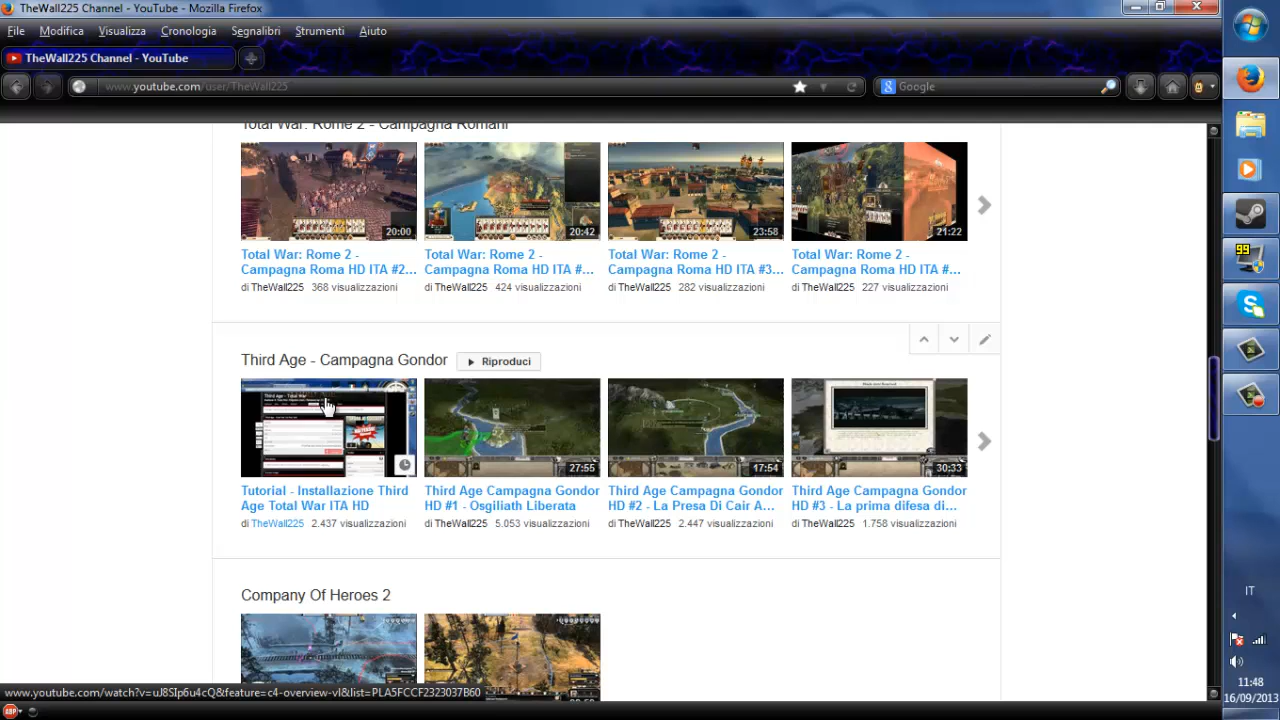 TheWall225 Channel - YouTube - Mozilla Firefox
File Modifica Visualizza Cronologia Segnalibri Strumenti Aiuto
TheWall225 Channel - YouTube
www.youtube.com/user/TheWall225
Google
Total War: Rome 2 - Campagna Romani
20:00
20:42
23:58
21:22
Total War: Rome 2 -
Campagna Roma HD ITA #2...
di TheWall225 368 visualizzazioni
Total War: Rome 2 -
Campagna Roma HD ITA #...
di TheWall225 424 visualizzazioni
Total War: Rome 2 -
Campagna Roma HD ITA #3...
di TheWall225 282 visualizzazioni
Total War: Rome 2 -
Campagna Roma HD ITA #...
di TheWall225 227 visualizzazioni
Third Age - Campagna Gondor
Riproduci
Third Age - Total War
27:55
17:54
30:33
Tutorial - Installazione Third
Age Total War ITA HD
di TheWall225 2.437 visualizzazioni
Third Age Campagna Gondor
HD #1 - Osgiliath Liberata
di TheWall225 5.053 visualizzazioni
Third Age Campagna Gondor
HD #2 - La Presa Di Cair A...
di TheWall225 2.447 visualizzazioni
Third Age Campagna Gondor
HD #3 - La prima difesa di...
di TheWall225 1.758 visualizzazioni
Company Of Heroes 2
www.youtube.com/watch?v=uJ8SIp6u4cQ&feature=c4-overview-vl&list=PLA5FCCF2323037B60
ABP
99
IT
11:48
16/09/2013